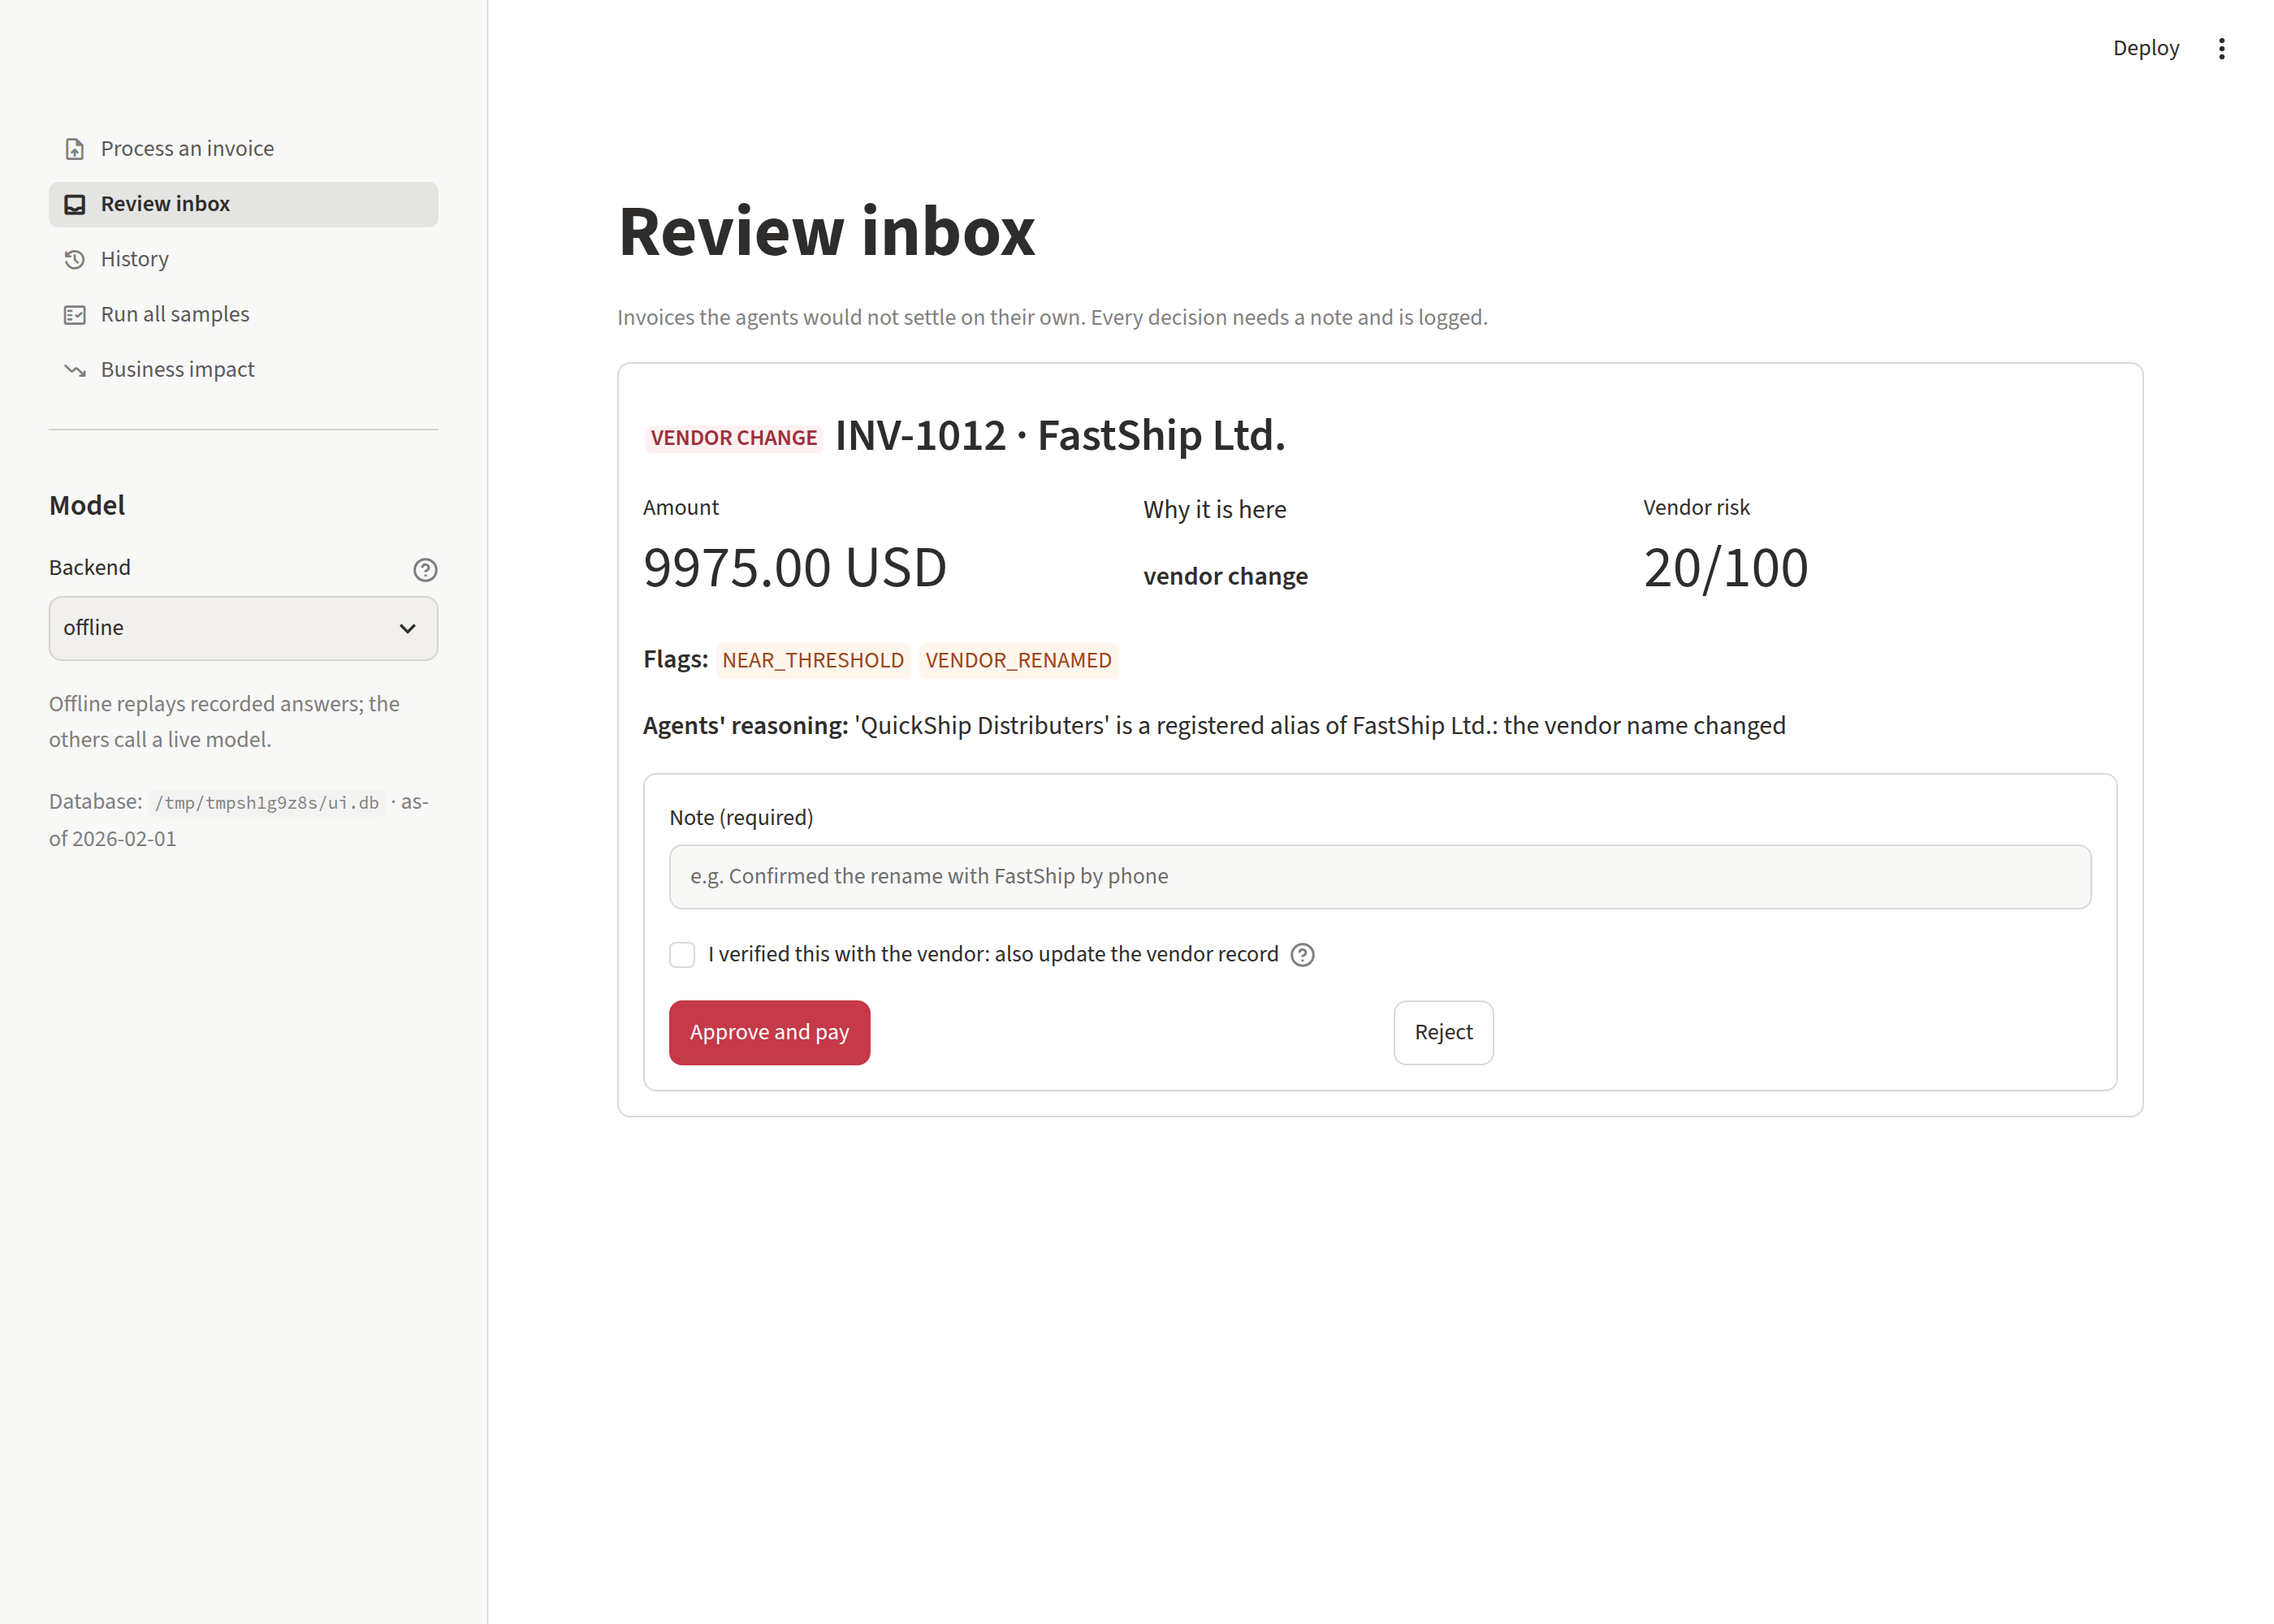 Deploy
Process an invoice
Review inbox
History
Run all samples
Business impact
Model
Backend
offline
Offline replays recorded answers; the
others call a live model.
Database: /tmp/tmpsh1g9z8s/ui.db · as-
of 2026-02-01
Review inbox
Invoices the agents would not settle on their own. Every decision needs a note and is logged.
VENDOR CHANGE INV-1012 · FastShip Ltd.
Amount
9975.00 USD
Why it is here
vendor change
Vendor risk
20/100
Flags: NEAR_THRESHOLD VENDOR_RENAMED
Agents' reasoning: 'QuickShip Distributers' is a registered alias of FastShip Ltd.: the vendor name changed
Note (required)
e.g. Confirmed the rename with FastShip by phone
I verified this with the vendor: also update the vendor record
Approve and pay
Reject